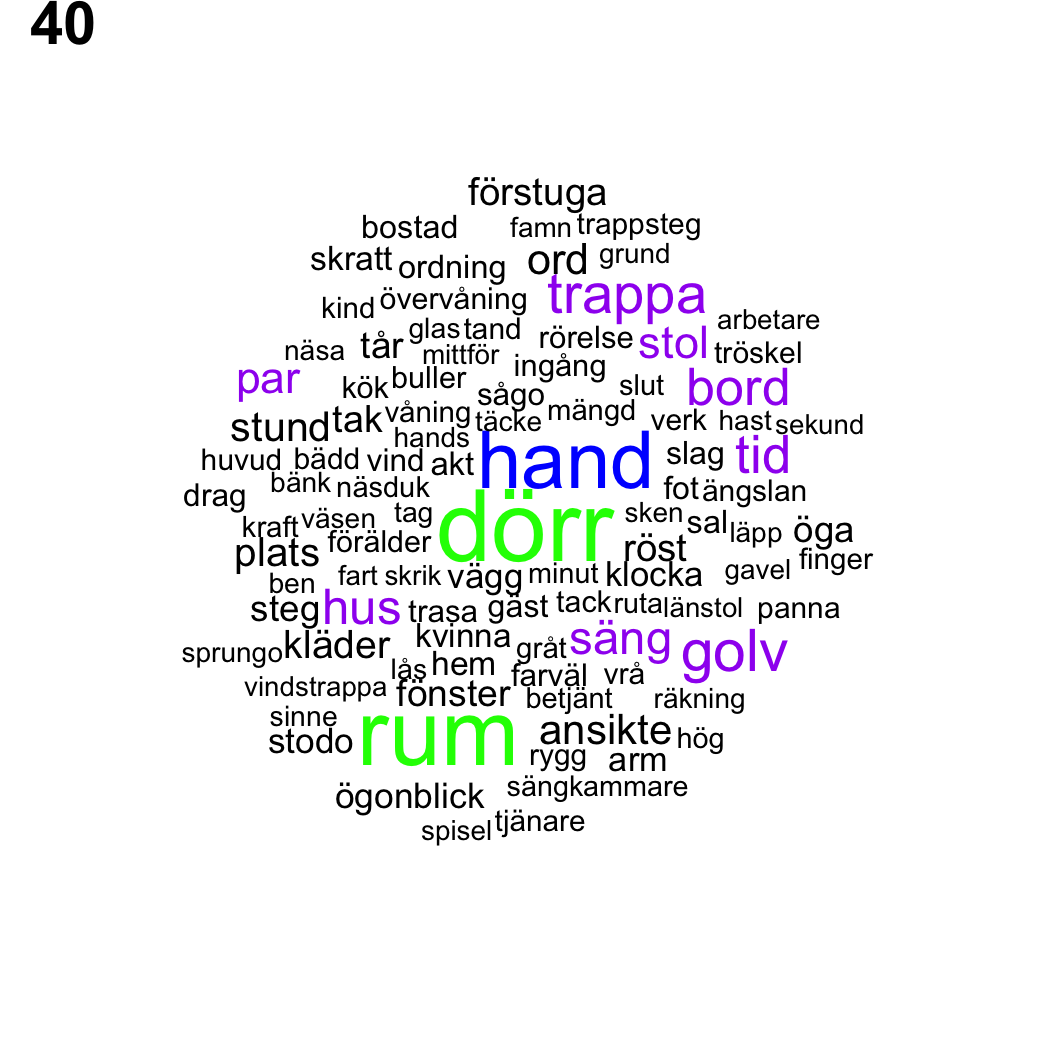 40
förstuga
bostad famn trappsteg
skratt ordning ord grund
kind övervåning trappa arbetare
näsa tår glas tand mittför rörelse stol tröskel
par kök buller ingång slut bord
stund tak våning sågo mängd verk hast sekund
hands täcke
huvud bädd vind akt hand slag tid
drag bänk näsduk fot ängslan
kraft väsen tag dörr sken sal läpp öga
plats förälder röst finger
ben fart skrik vägg minut klocka gavel
steg hus trasa gäst tack ruta länstol panna
sprungo kläder kvinna gråt säng golv
lås hem farväl vrå
vindstrappa fönster betjänt räkning
sinne
stodo rum ansikte hög
rygg arm
ögonblick sängkammare
spisel tjänare